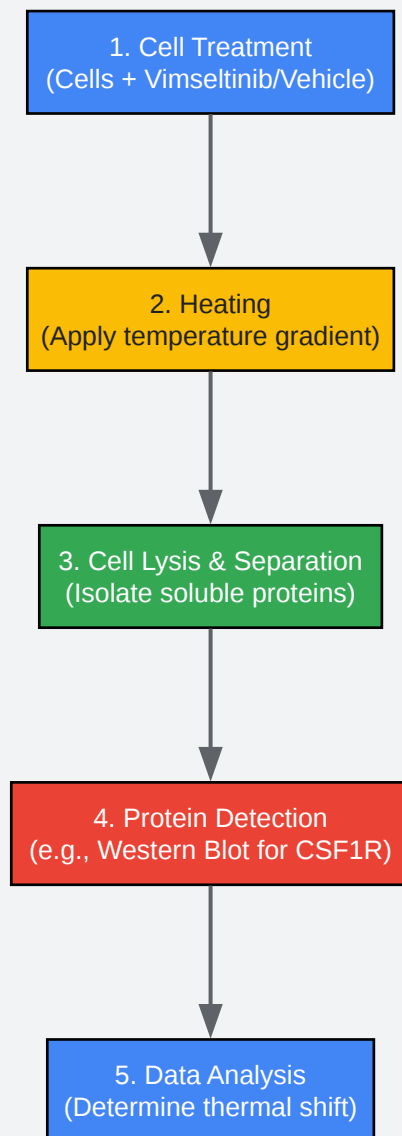 1. Cell Treatment
(Cells + Vimseltinib/Vehicle)
2. Heating
(Apply temperature gradient)
3. Cell Lysis & Separation
(Isolate soluble proteins)
4. Protein Detection
(e.g., Western Blot for CSF1R)
5. Data Analysis
(Determine thermal shift)